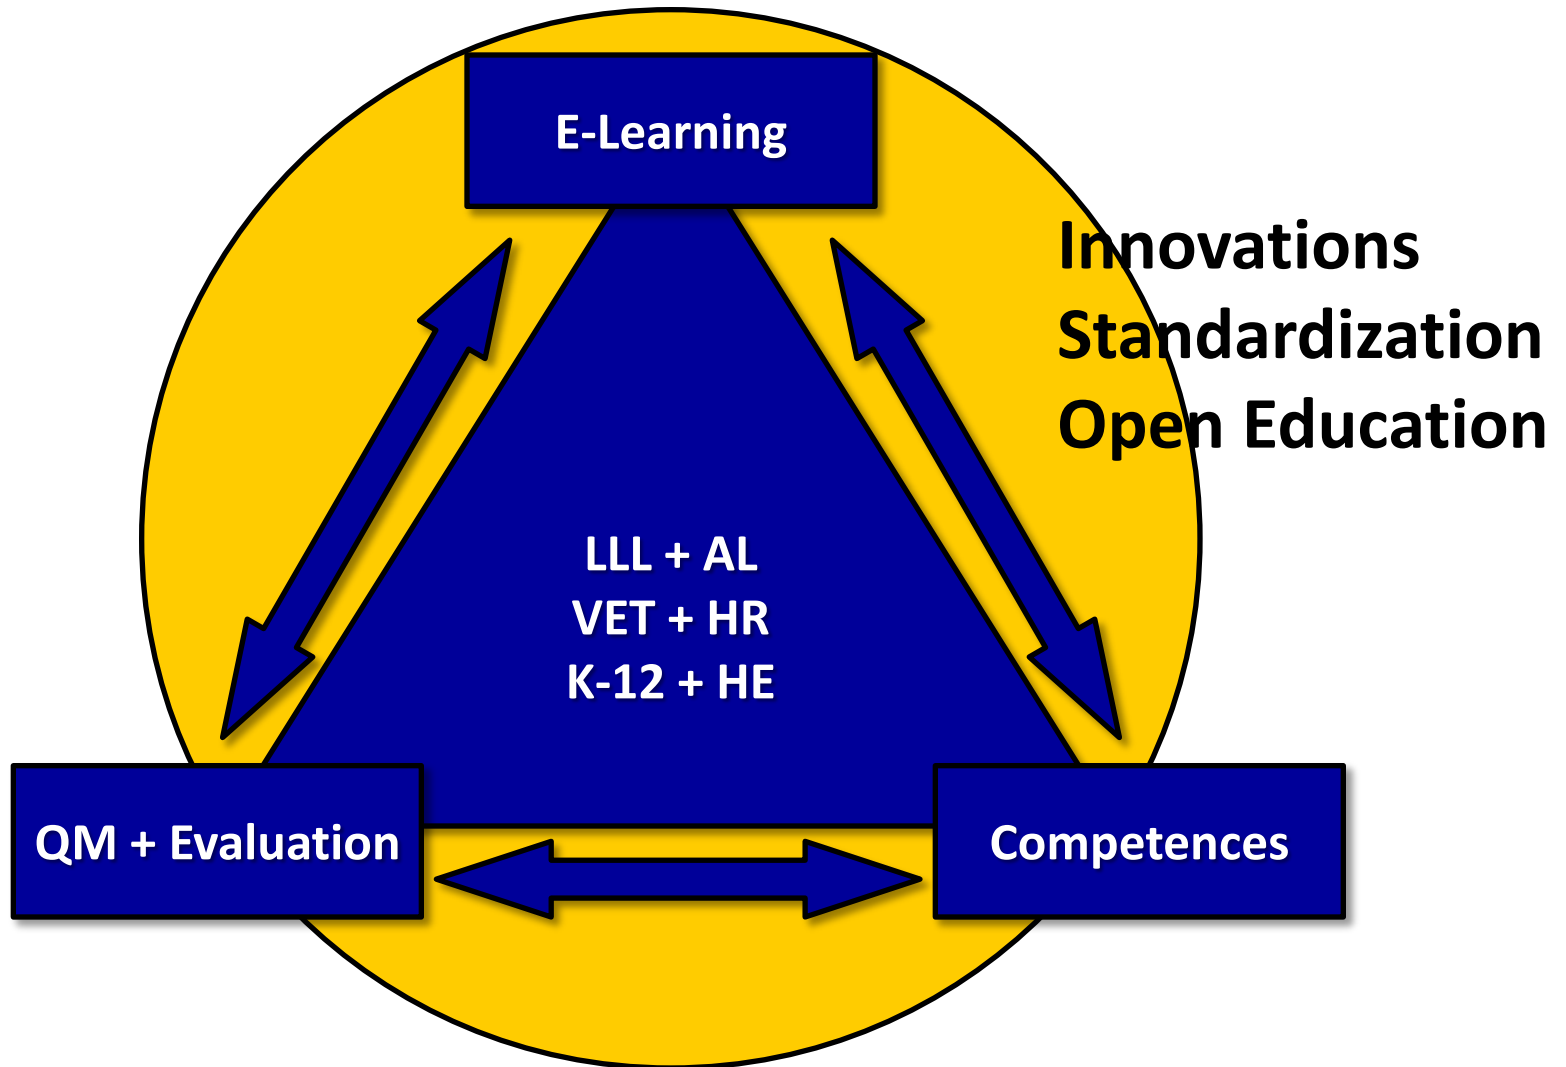 E-Learning
Innovations
Standardization
Open Education
LLL + AL
VET + HR
K-12 + HE
QM + Evaluation
Competences